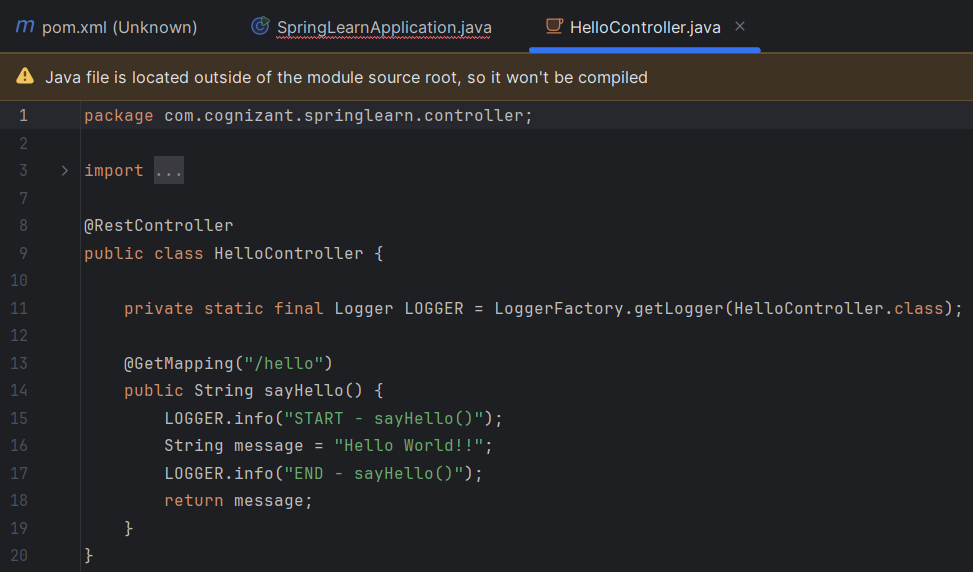 m pom.xml (Unknown) SpringLearnApplication.java HelloController.java
Java file is located outside of the module source root, so it won't be compiled
1 package com.cognizant.springlearn.controller;
2
3 import ...
7
8 @RestController
9 public class HelloController {
10
11 private static final Logger LOGGER = LoggerFactory.getLogger(HelloController.class);
12
13 @GetMapping("/hello")
14 public String sayHello() {
15 LOGGER.info("START - sayHello()");
16 String message = "Hello World!!";
17 LOGGER.info("END - sayHello()");
18 return message;
19 }
20 }